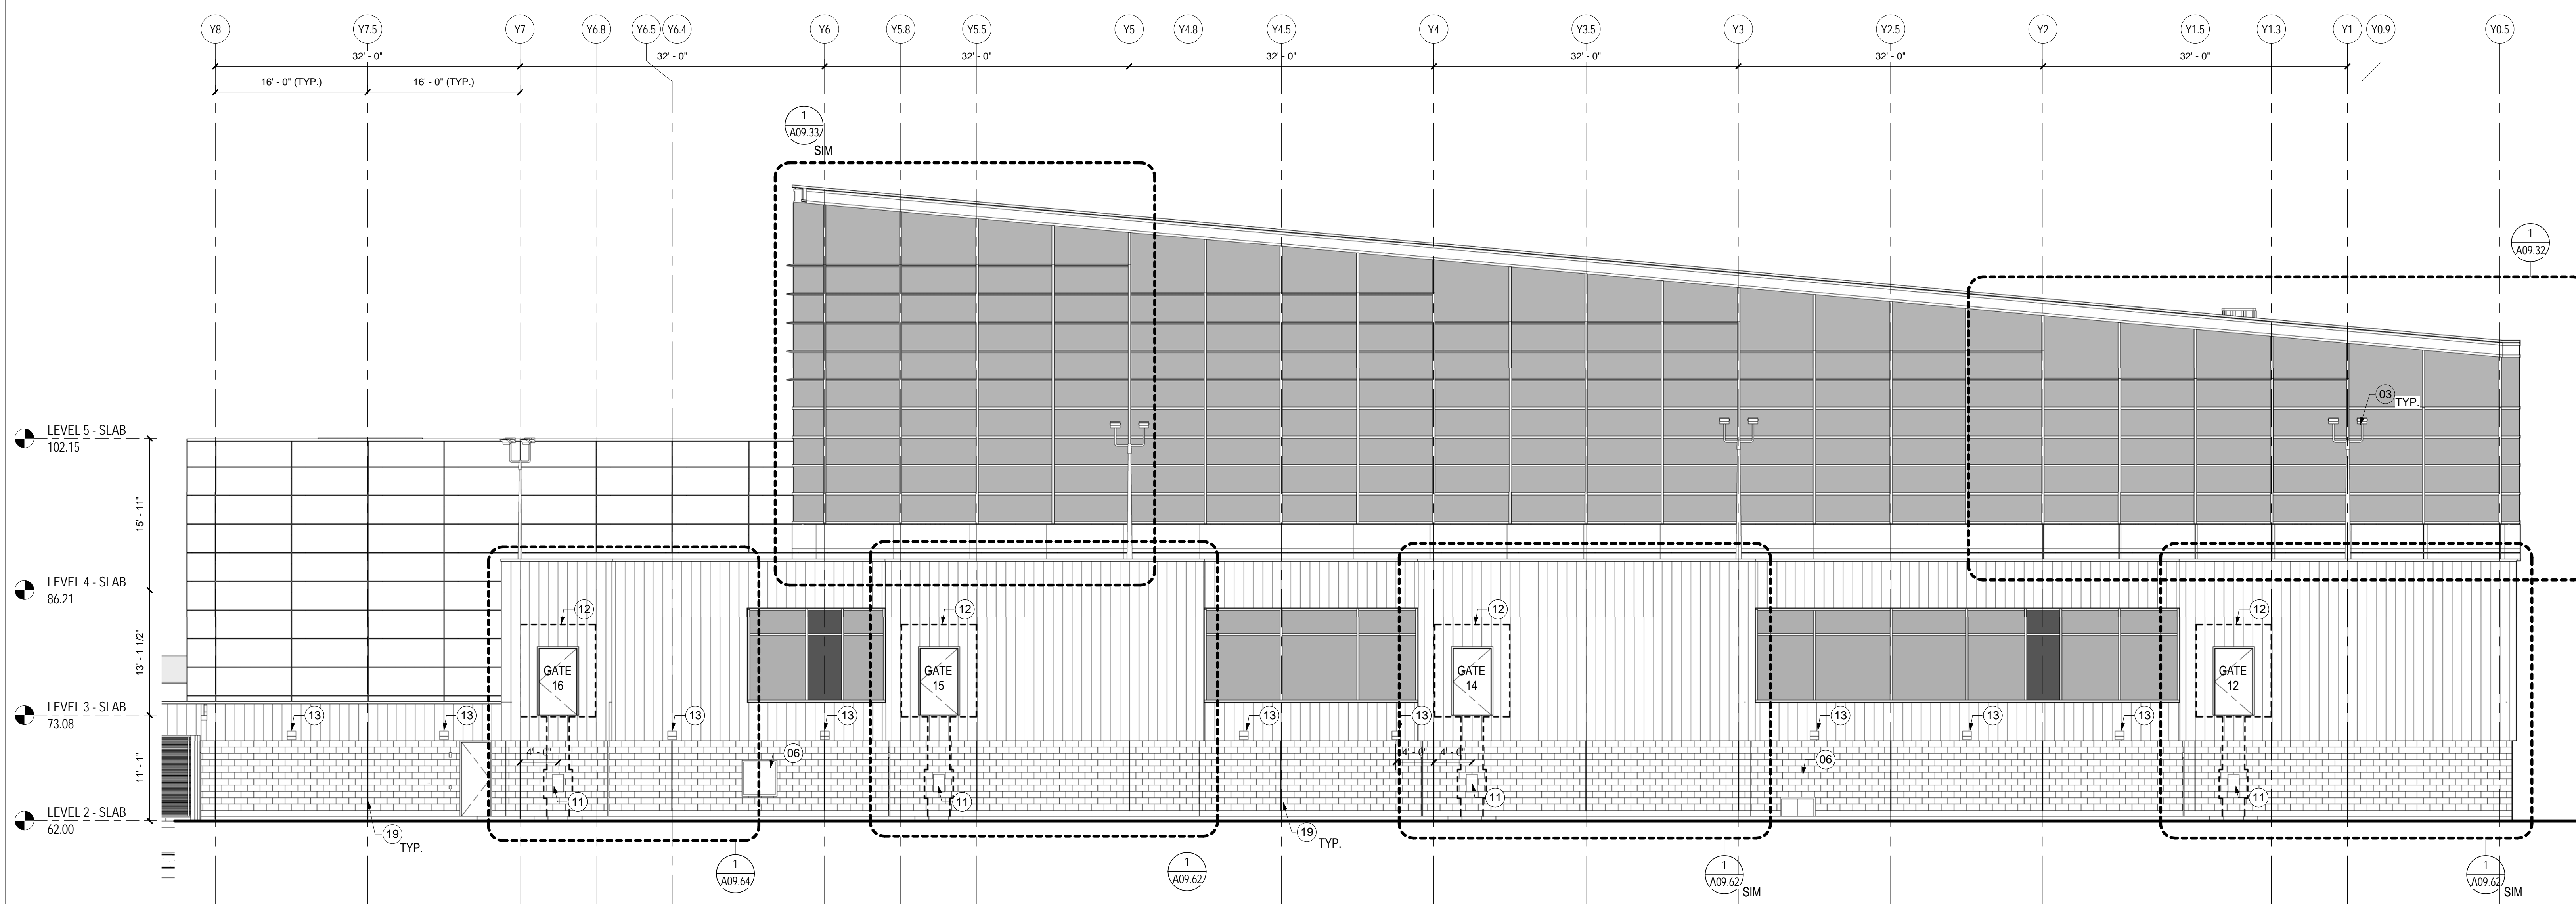 Y8 Y7.5 Y7 Y6.8 Y6.5 Y6.4 Y6 Y5.8 Y5.5 Y5 Y4.8 Y4.5 Y4 Y3.5 Y3 Y2.5 Y2 Y1.5 Y1.3 Y1 Y0.9 Y0.5
32' - 0" 32' - 0" 32' - 0" 32' - 0" 32' - 0" 32' - 0" 32' - 0"
16' - 0" (TYP.) 16' - 0" (TYP.)
1
A09.33
SIM
1
A09.32
03
TYP.
LEVEL 5 - SLAB
102.15
15' - 11"
LEVEL 4 - SLAB
86.21
13' - 1 1/2"
12 12 12 12
GATE
16
GATE
15
GATE
14
GATE
12
LEVEL 3 - SLAB
73.08
13 13 13 13 13 13 13 13 13
11' - 1"
4' - 0" 06 4' - 0" 4' - 0" 06
11 11 11 11
LEVEL 2 - SLAB
62.00
19
TYP.
19
TYP.
1
A09.64
1
A09.62
1
A09.62
SIM
1
A09.62
SIM